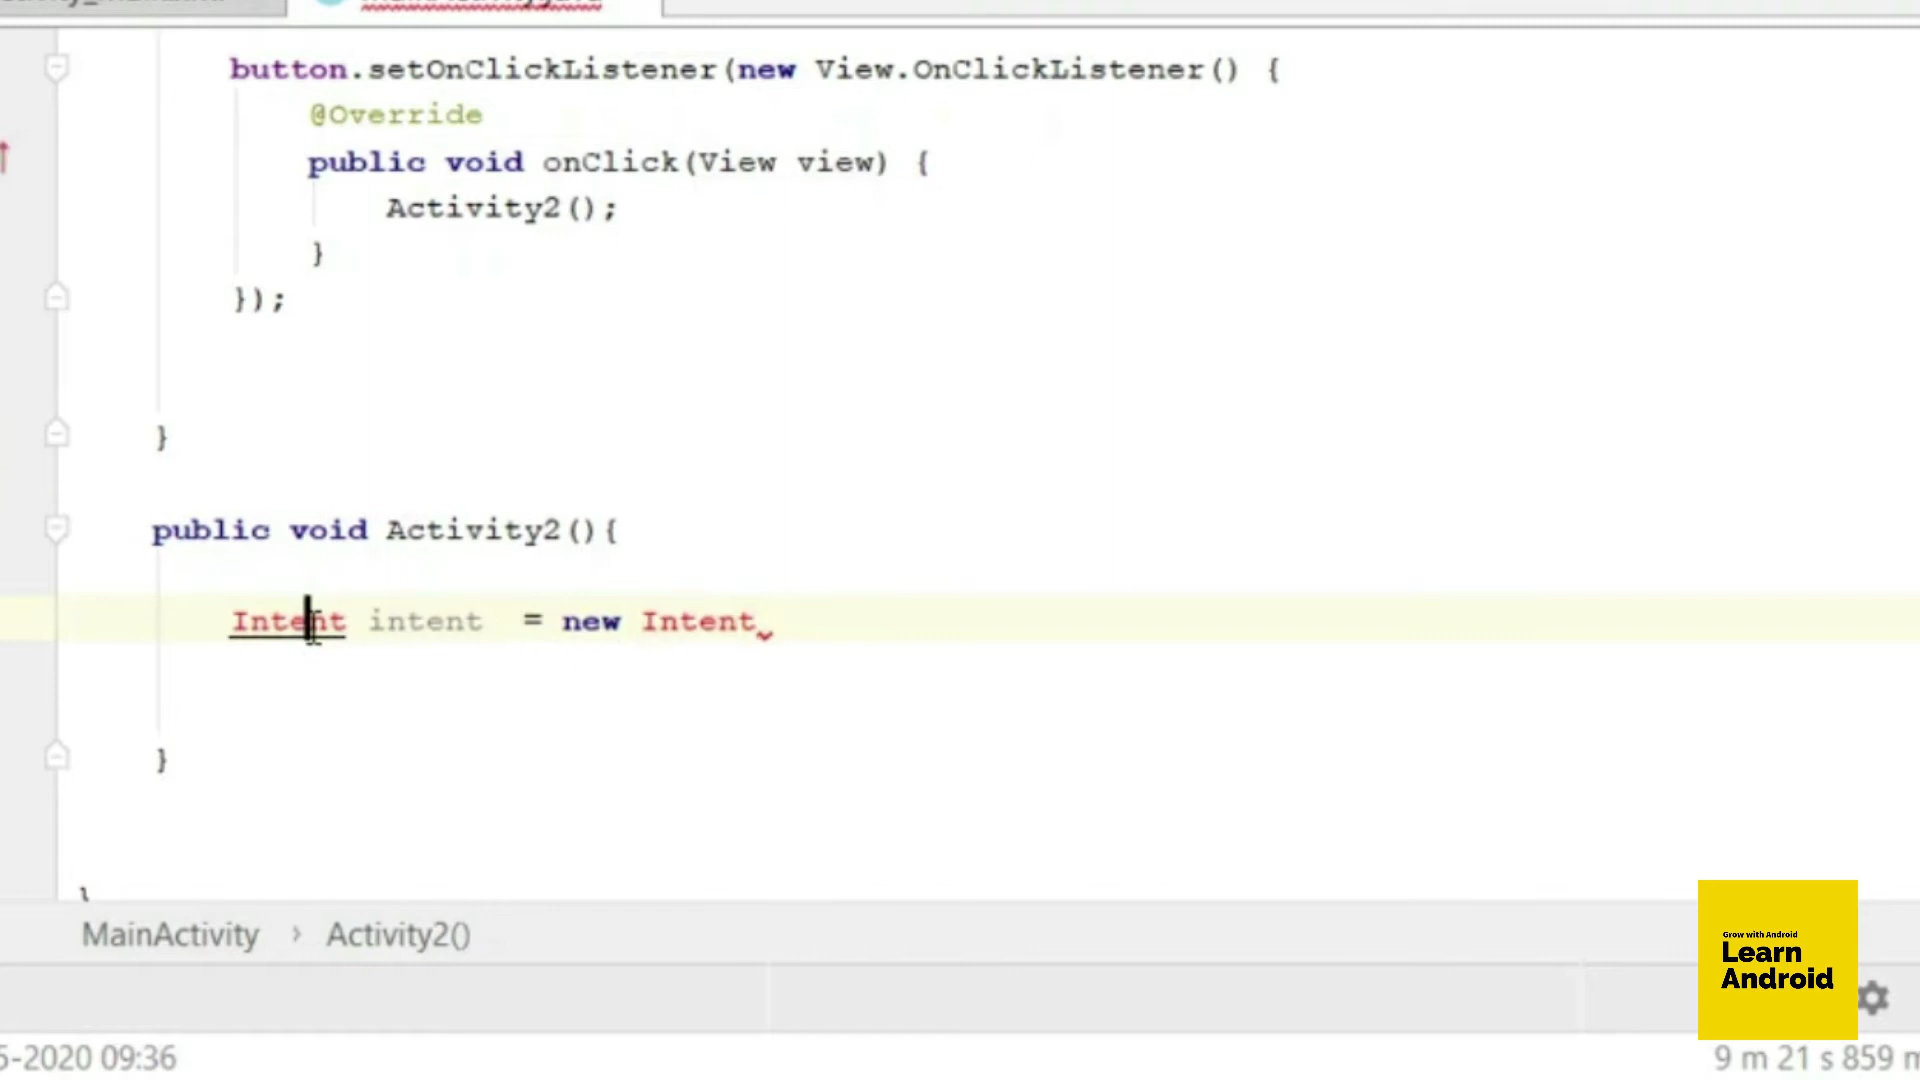 button.setOnClickListener(new View.OnClickListener() {
@Override
public void onClick(View view) {
Activity2();
}
});
}
public void Activity2(){
Intent intent  = new Intent
}
MainActivity › Activity2()
Grow with Android
Learn
Android
5-2020 09:36
9 m 21 s 859 m